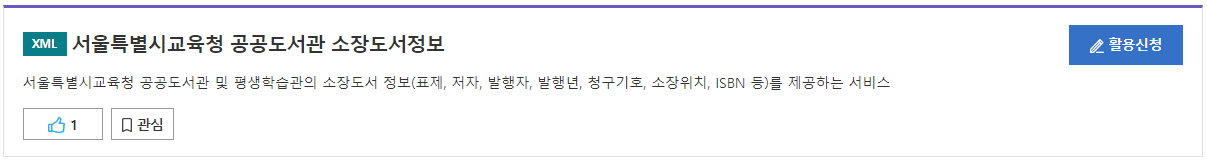 XML 서울특별시교육청 공공도서관 소장도서정보
활용신청
서울특별시교육청 공공도서관 및 평생학습관의 소장도서 정보(표제, 저자, 발행자, 발행년, 청구기호, 소장위치, ISBN 등)를 제공하는 서비스
1 관심